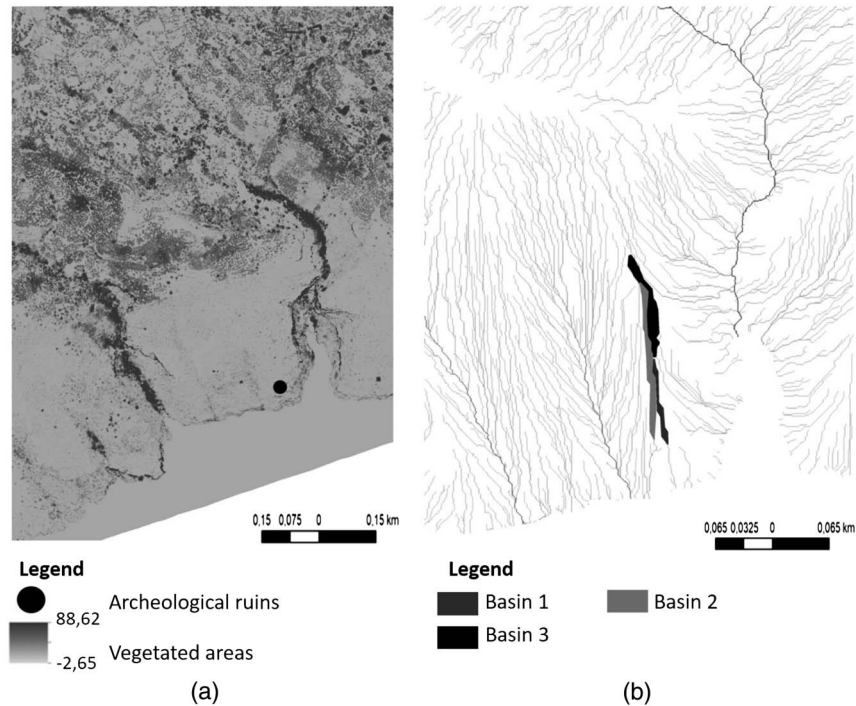 0,15 0,075 0 0,15 km
0,065 0,0325 0 0,065 km
Legend
Archeological ruins
88,62
-2,65
Vegetated areas
Legend
Basin 1
Basin 2
Basin 3
(a)
(b)